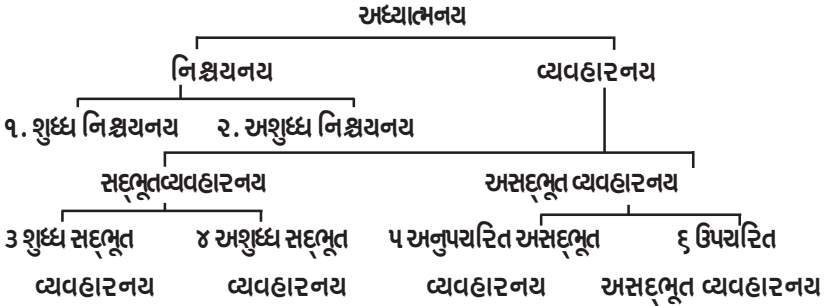 અધ્યાત્મનય
નિશ્ચયનય વ્યવહારનય
૧. શુધ્ધ નિશ્ચયનય ૨. અશુધ્ધ નિશ્ચયનય
સદ્ભૂતવ્યવહારનય અસદ્ભૂત વ્યવહારનય
૩ શુધ્ધ સદ્ભૂત ૪ અશુધ્ધ સદ્ભૂત ૫ અનુપચરિત અસદ્ભૂત ૬ ઉપચરિત
વ્યવહારનય વ્યવહારનય વ્યવહારનય અસદ્ભૂત વ્યવહારનય